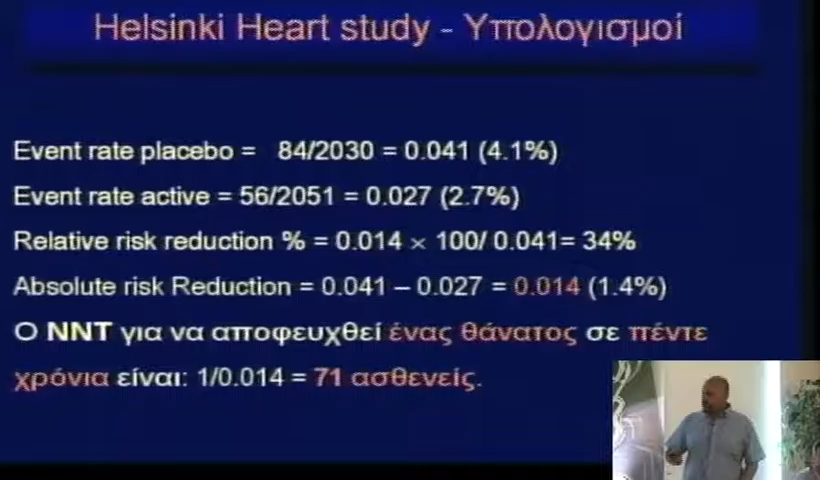 Helsinki Heart study - Υπολογισμοί
Event rate placebo = 84/2030 = 0.041 (4.1%)
Event rate active = 56/2051 = 0.027 (2.7%)
Relative risk reduction % = 0.014 × 100/ 0.041= 34%
Absolute risk Reduction = 0.041 – 0.027 = 0.014 (1.4%)
Ο NNT για να αποφευχθεί ένας θάνατος σε πέντε
χρόνια είναι: 1/0.014 = 71 ασθενείς.